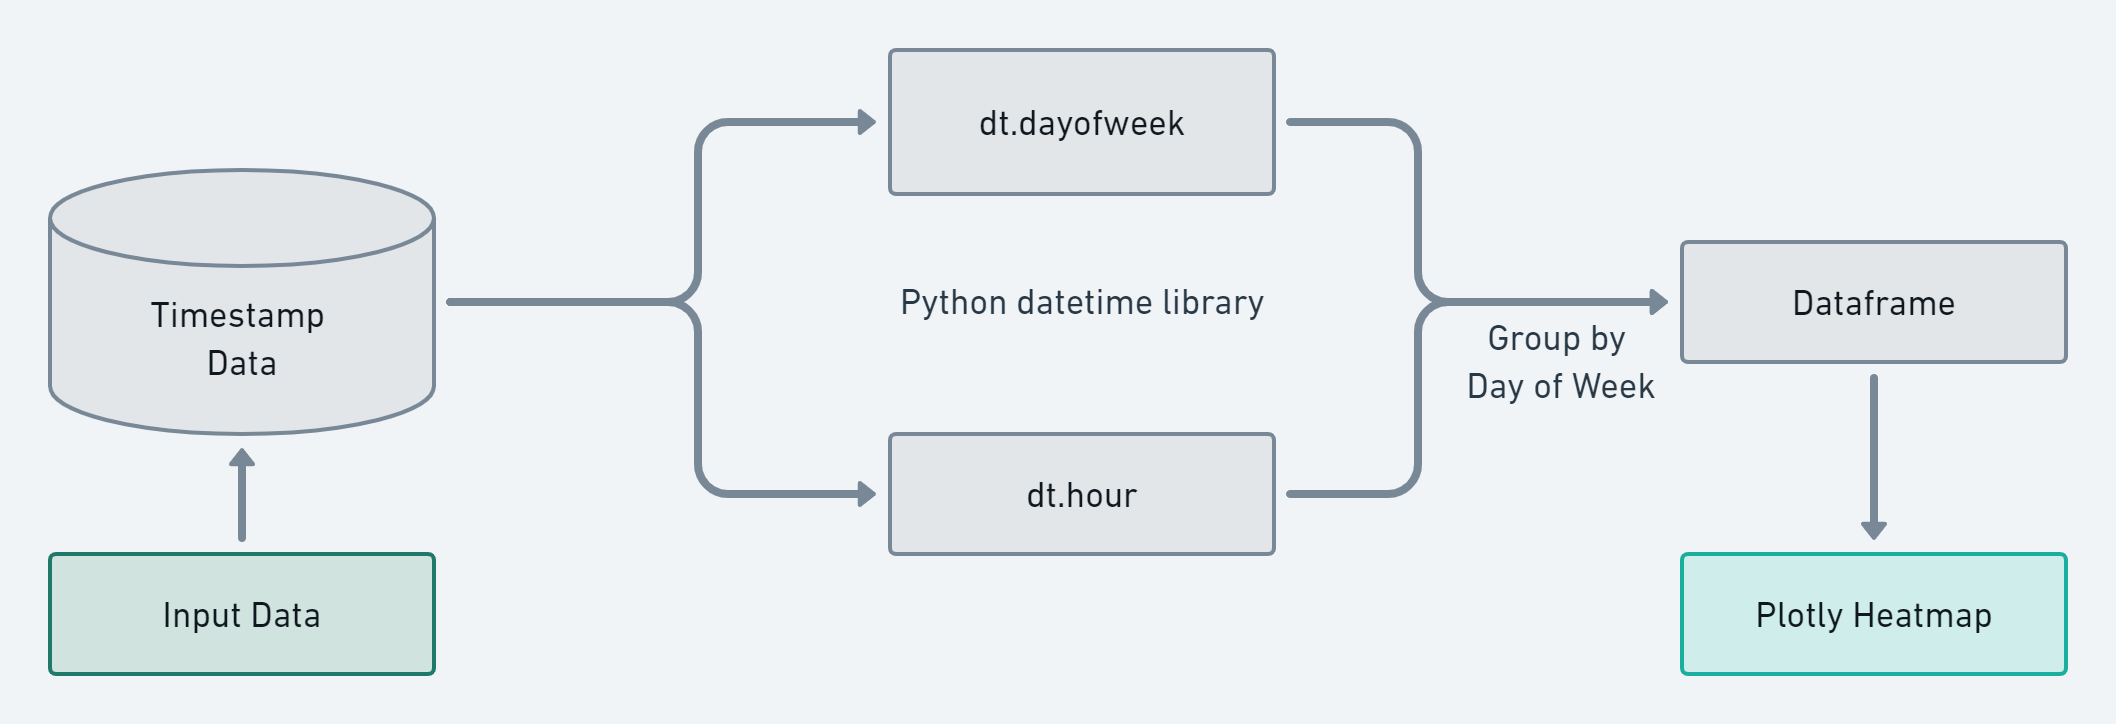 dt.dayofweek
Timestamp
Data
Python datetime library
Dataframe
Group by
Day of Week
dt.hour
Input Data
Plotly Heatmap